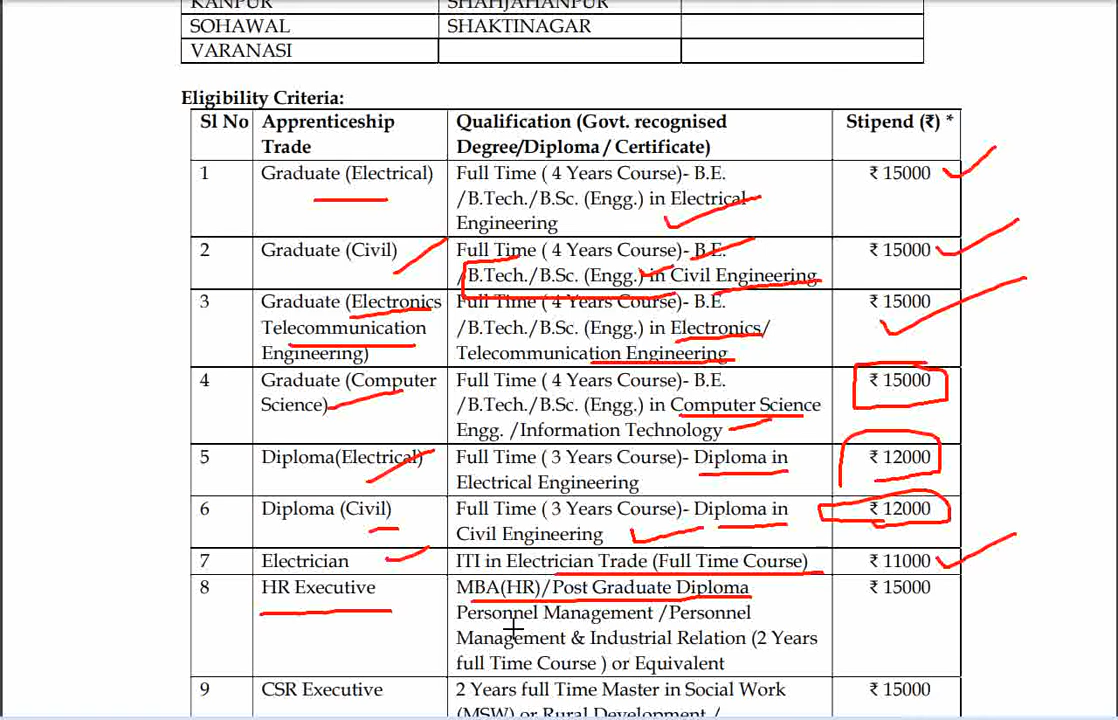 KANPUR SHAHJAHANPUR
SOHAWAL SHAKTINAGAR
VARANASI
Eligibility Criteria:
Sl No Apprenticeship Trade Qualification (Govt. recognised Degree/Diploma / Certificate) Stipend (₹) *
1 Graduate (Electrical) Full Time ( 4 Years Course)- B.E. ₹ 15000
/B.Tech./B.Sc. (Engg.) in Electrical
Engineering
2 Graduate (Civil) Full Time ( 4 Years Course)- B.E. ₹ 15000
/B.Tech./B.Sc. (Engg.) in Civil Engineering
3 Graduate (Electronics Full Time ( 4 Years Course)- B.E. ₹ 15000
Telecommunication /B.Tech./B.Sc. (Engg.) in Electronics/
Engineering) Telecommunication Engineering
4 Graduate (Computer Full Time ( 4 Years Course)- B.E. ₹ 15000
Science) /B.Tech./B.Sc. (Engg.) in Computer Science
Engg. /Information Technology
5 Diploma(Electrical) Full Time ( 3 Years Course)- Diploma in ₹ 12000
Electrical Engineering
6 Diploma (Civil) Full Time ( 3 Years Course)- Diploma in ₹ 12000
Civil Engineering
7 Electrician ITI in Electrician Trade (Full Time Course) ₹ 11000
8 HR Executive MBA(HR)/Post Graduate Diploma ₹ 15000
Personnel Management /Personnel
Management & Industrial Relation (2 Years
full Time Course ) or Equivalent
9 CSR Executive 2 Years full Time Master in Social Work ₹ 15000
(MSW) or Rural Development /